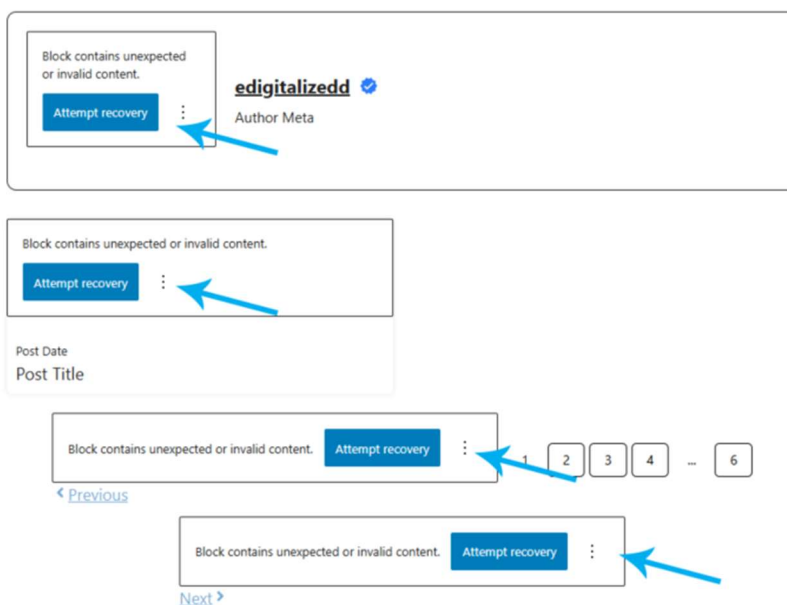 Block contains unexpected
or invalid content.
Attempt recovery
edigitalizedd
Author Meta
Block contains unexpected or invalid content.
Attempt recovery
Post Date
Post Title
Block contains unexpected or invalid content. Attempt recovery
1 2 3 4 ... 6
Previous
Block contains unexpected or invalid content. Attempt recovery
Next